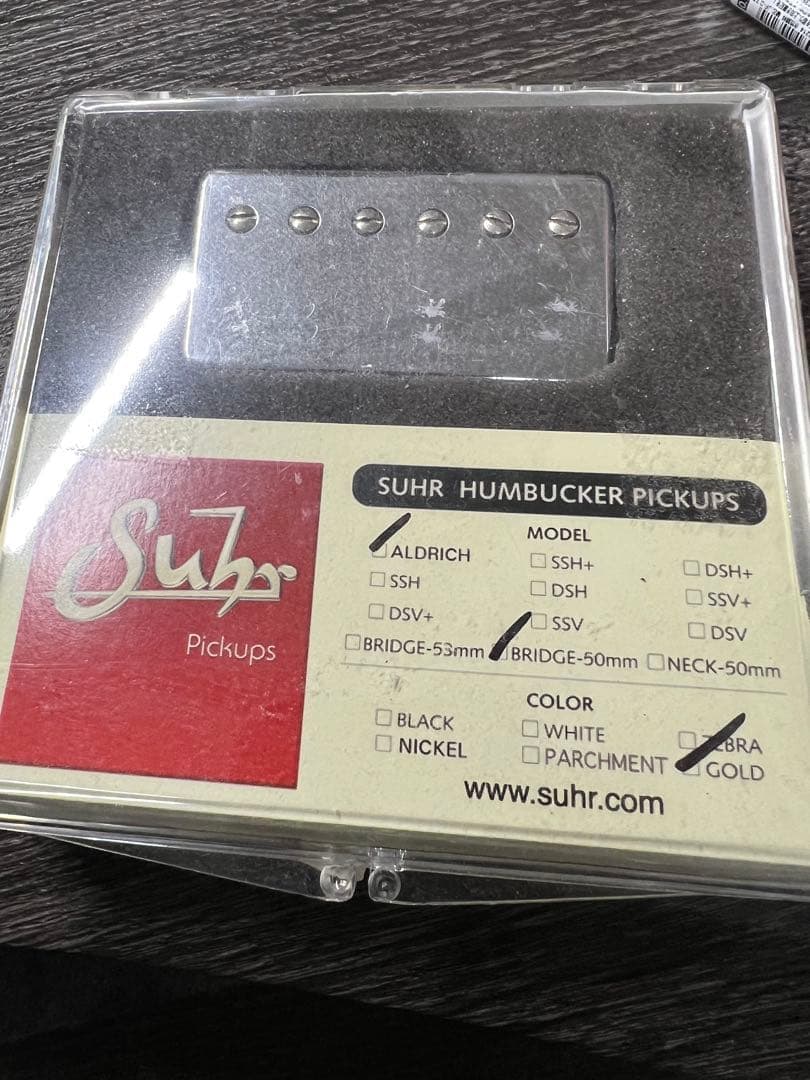 Suhr
Pickups
SUHR HUMBUCKER PICKUPS
MODEL
ALDRICH SSH+ DSH+
SSH DSH SSV+
DSV+ SSV DSV
BRIDGE-53mm BRIDGE-50mm NECK-50mm
COLOR
BLACK WHITE ZEBRA
NICKEL PARCHMENT GOLD
www.suhr.com